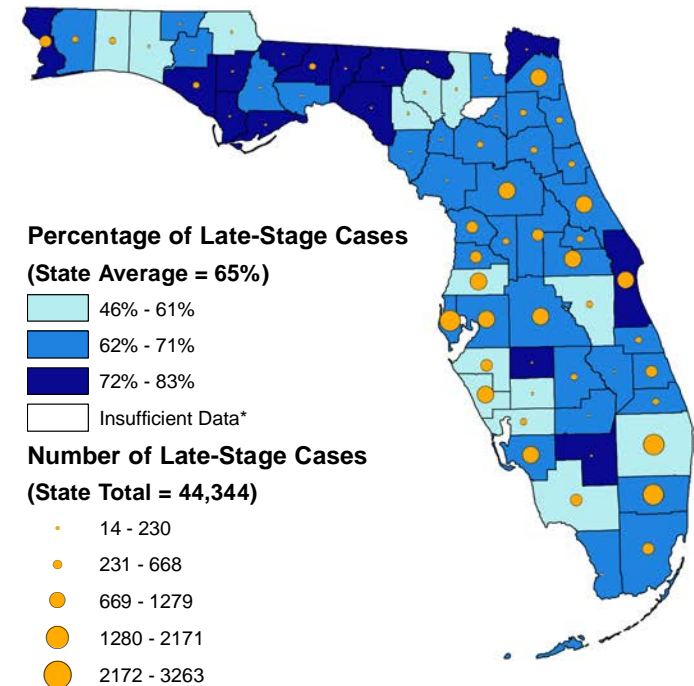 Percentage of Late-Stage Cases
(State Average = 65%)
46% - 61%
62% - 71%
72% - 83%
Insufficient Data*
Number of Late-Stage Cases
(State Total = 44,344)
14 - 230
231 - 668
669 - 1279
1280 - 2171
2172 - 3263